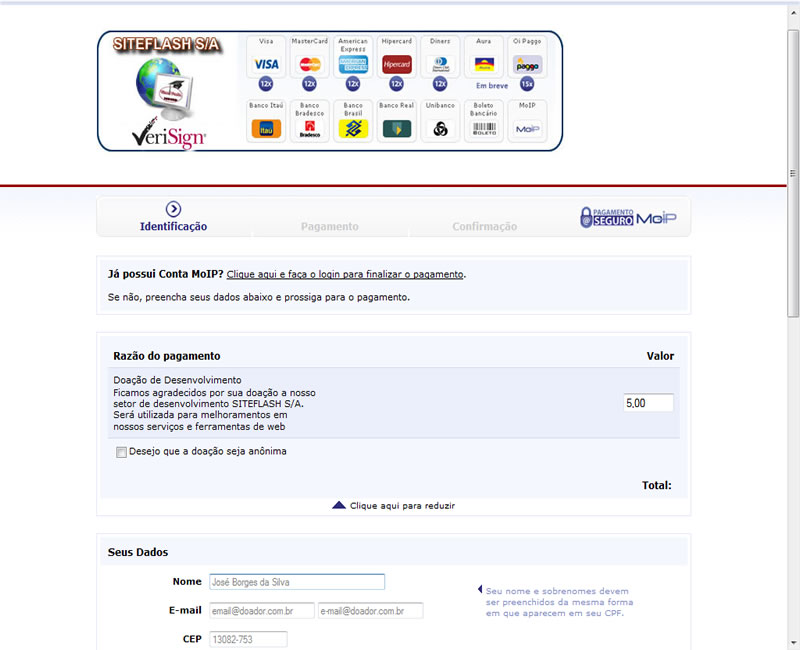 SITEFLASH S/A
VeriSign
Visa
MasterCard
American
Express
Hipercard
Diners
Aura
Oi Paggo
VISA
MasterCard
AMERICAN
EXPRESS
Hipercard
paggo
12x
12x
12x
12x
12x
Em breve
15x
Banco Itaú
Banco
Bradesco
Banco
Brasil
Banco Real
Unibanco
Boleto
Bancário
MoIP
Itaú
Bradesco
BOLETO
MoiP
Identificação
Pagamento
Confirmação
PAGAMENTO
SEGURO
MoiP
Já possui Conta MoIP? Clique aqui e faça o login para finalizar o pagamento.
Se não, preencha seus dados abaixo e prossiga para o pagamento.
Razão do pagamento
Valor
Doação de Desenvolvimento
Ficamos agradecidos por sua doação a nosso
setor de desenvolvimento SITEFLASH S/A.
Será utilizada para melhoramentos em
nossos serviços e ferramentas de web
5,00
Desejo que a doação seja anônima
Total:
Clique aqui para reduzir
Seus Dados
Nome José Borges da Silva
E-mail email@doador.com.br e-mail@doador.com.br
CEP 13082-753
Seu nome e sobrenomes devem
ser preenchidos da mesma forma
em que aparecem em seu CPF.